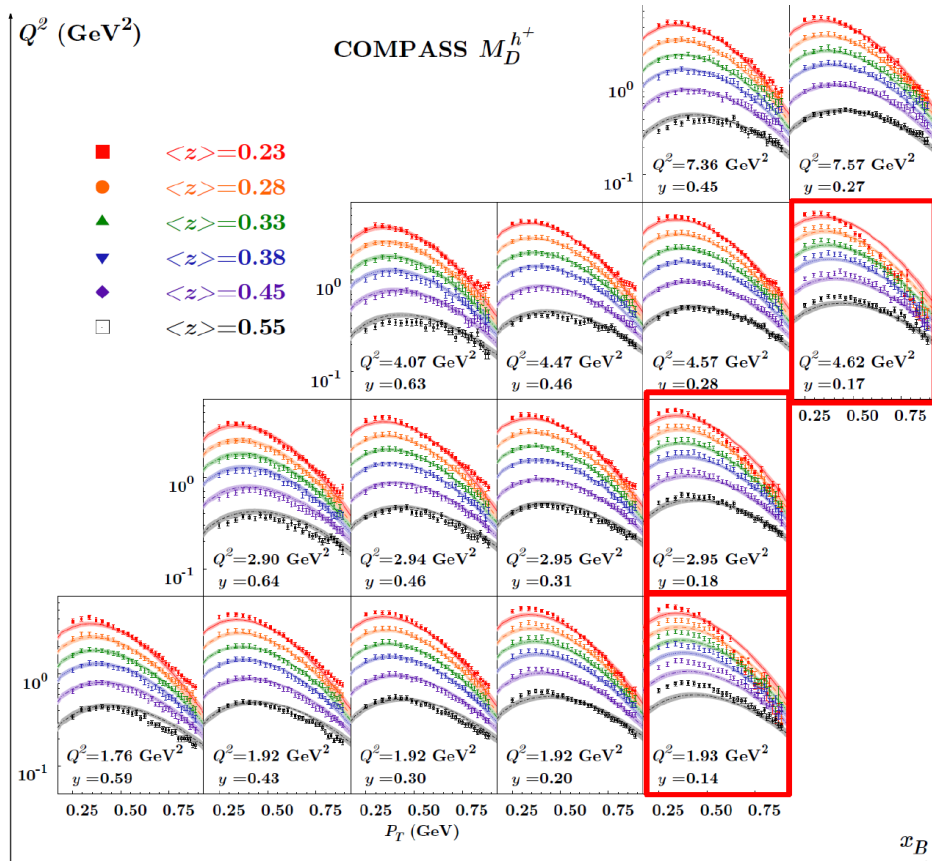 Q² (GeV²)
COMPASS M_D^{h⁺}
<z>=0.23
<z>=0.28
<z>=0.33
<z>=0.38
<z>=0.45
<z>=0.55
10⁰
10⁻¹
Q²=7.36 GeV²
y=0.45
Q²=7.57 GeV²
y=0.27
10⁰
10⁻¹
Q²=4.07 GeV²
y=0.63
Q²=4.47 GeV²
y=0.46
Q²=4.57 GeV²
y=0.28
Q²=4.62 GeV²
y=0.17
0.25 0.50 0.75
10⁰
10⁻¹
Q²=2.90 GeV²
y=0.64
Q²=2.94 GeV²
y=0.46
Q²=2.95 GeV²
y=0.31
Q²=2.95 GeV²
y=0.18
10⁰
10⁻¹
Q²=1.76 GeV²
y=0.59
Q²=1.92 GeV²
y=0.43
Q²=1.92 GeV²
y=0.30
Q²=1.92 GeV²
y=0.20
Q²=1.93 GeV²
y=0.14
0.25 0.50 0.75 0.25 0.50 0.75 0.25 0.50 0.75 0.25 0.50 0.75 0.25 0.50 0.75
P_T (GeV)
x_B